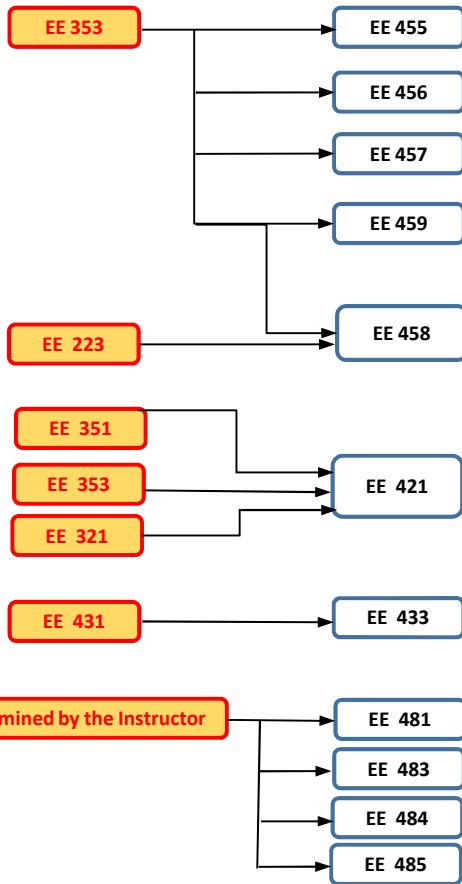 EE 353
EE 455
EE 456
EE 457
EE 459
EE 458
EE 223
EE 351
EE 353
EE 321
EE 421
EE 431
EE 433
mined by the Instructor
EE 481
EE 483
EE 484
EE 485